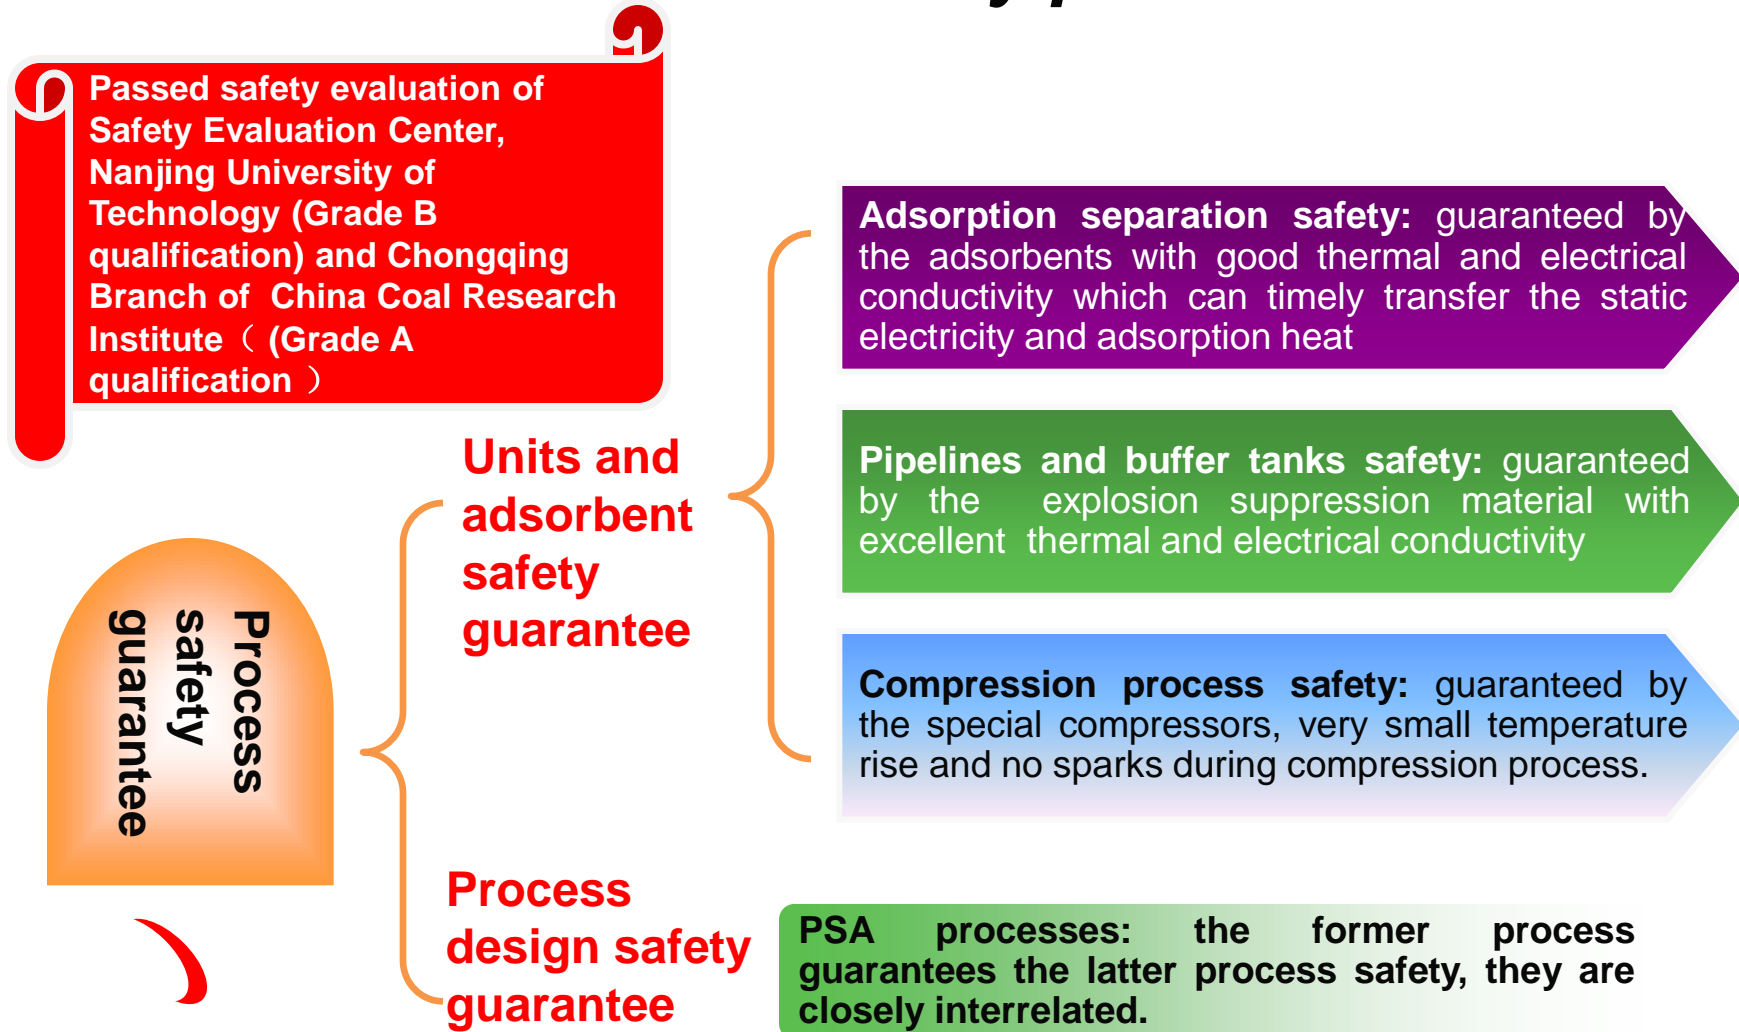 Passed safety evaluation of
Safety Evaluation Center,
Nanjing University of
Technology (Grade B
qualification) and Chongqing
Branch of  China Coal Research
Institute（ (Grade A
qualification ）
Units and
adsorbent
safety
guarantee
Adsorption separation safety: guaranteed by
the adsorbents with good thermal and electrical
conductivity which can timely transfer the static
electricity and adsorption heat
Pipelines and buffer tanks safety: guaranteed
by the explosion suppression material with
excellent thermal and electrical conductivity
Compression process safety: guaranteed by
the special compressors, very small temperature
rise and no sparks during compression process.
Process
safety
guarantee
Process
design safety
guarantee
PSA processes: the former process
guarantees the latter process safety, they are
closely interrelated.